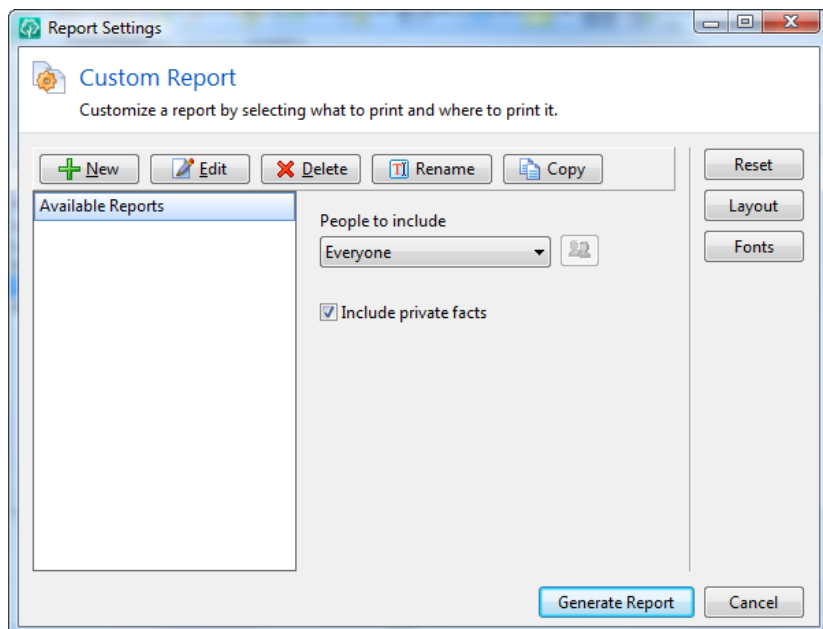 Report Settings
Custom Report
Customize a report by selecting what to print and where to print it.
New Edit Delete Rename Copy
Reset
Available Reports
Layout
People to include
Fonts
Everyone
Include private facts
Generate Report Cancel